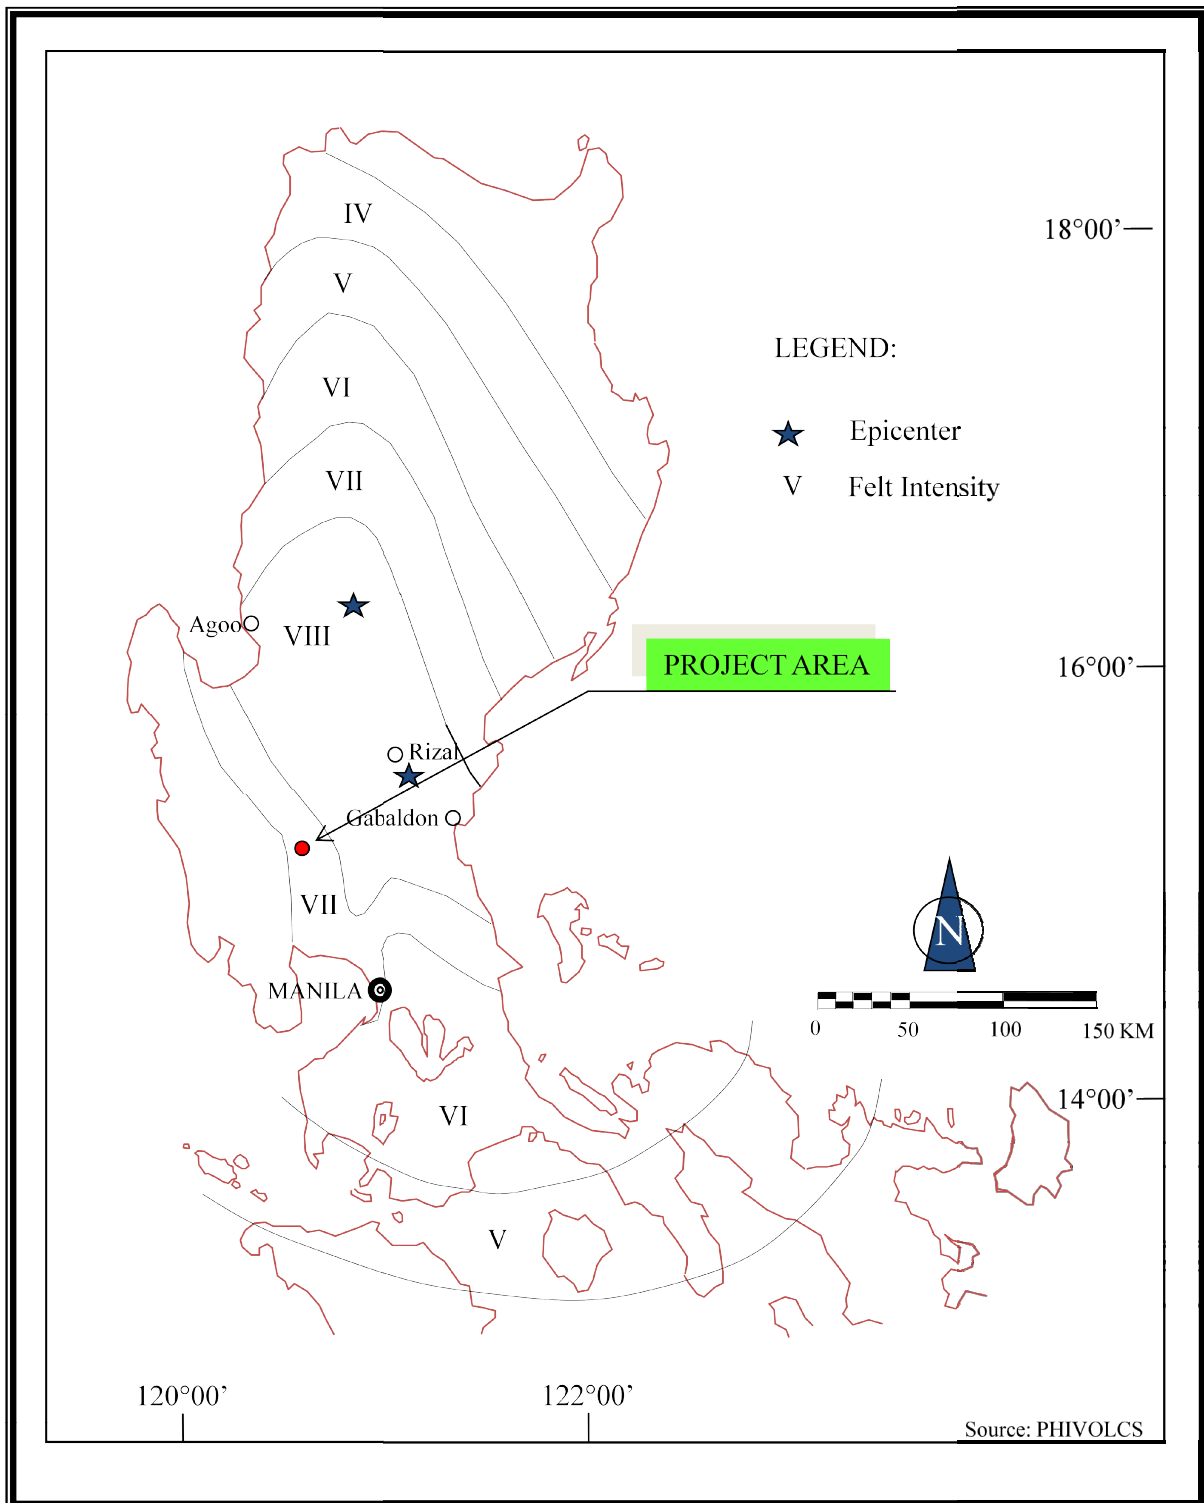 IV
18°00’
V
LEGEND:
VI
Epicenter
VII
V Felt Intensity
Agoo
VIII
PROJECT AREA
16°00’
Rizal
Gabaldon
VII
N
MANILA
0 50 100 150 KM
14°00’
VI
V
120°00’ 122°00’
Source: PHIVOLCS